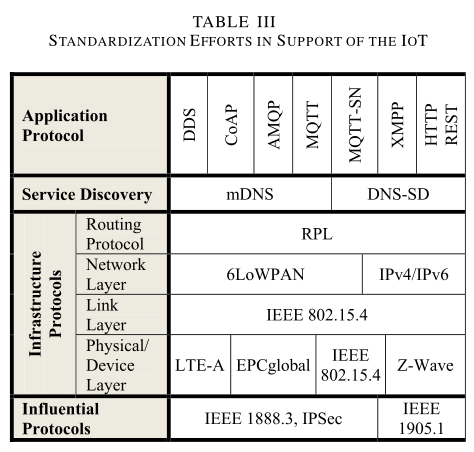 TABLE III
STANDARDIZATION EFFORTS IN SUPPORT OF THE IOT
Application
Protocol
DDS
CoAP
AMQP
MQTT
MQTT-SN
XMPP
HTTP
REST
Service Discovery
mDNS
DNS-SD
Infrastructure
Protocols
Routing
Protocol
RPL
Network
Layer
6LoWPAN
IPv4/IPv6
Link
Layer
IEEE 802.15.4
Physical/
Device
Layer
LTE-A
EPCglobal
IEEE
802.15.4
Z-Wave
Influential
Protocols
IEEE 1888.3, IPSec
IEEE
1905.1